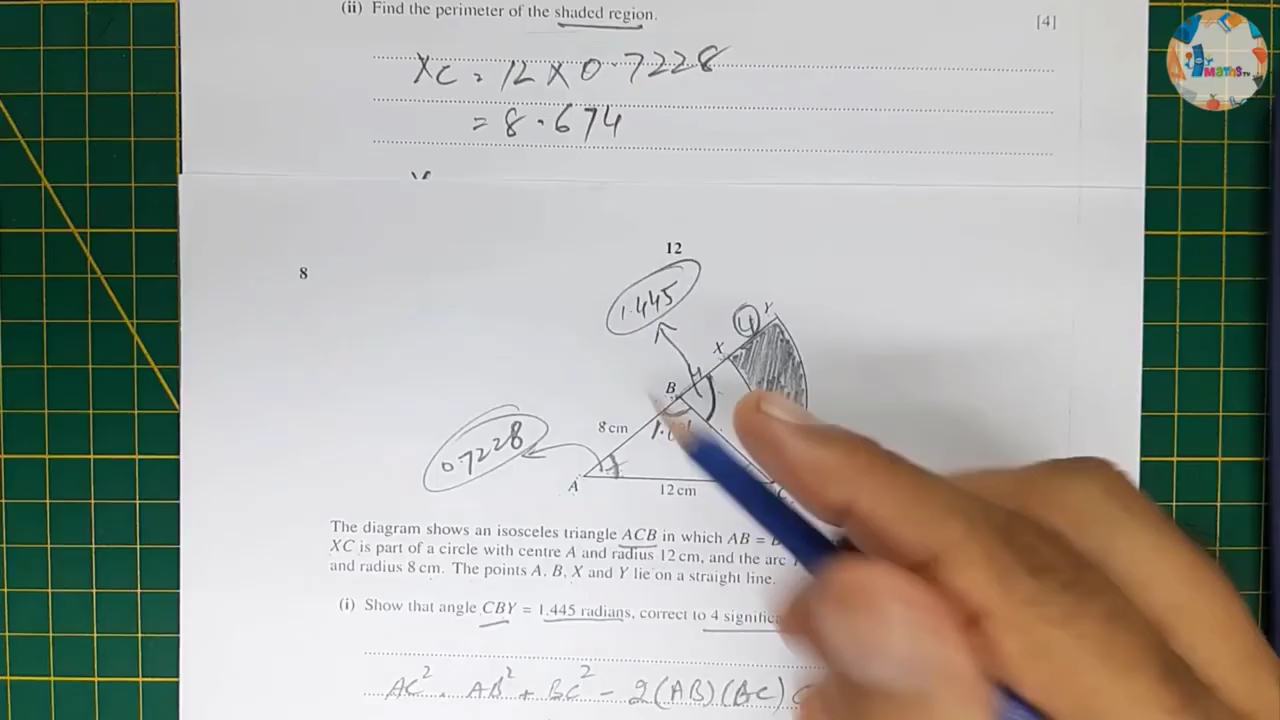 (ii) Find the perimeter of the shaded region.
[4]
XC = 12 x 0.7228
= 8.674
Maths TV
12
8
1.445
4
Y
X
B
8 cm
0.7228
A
12 cm
C
The diagram shows an isosceles triangle ACB in which AB =
XC is part of a circle with centre A and radius 12 cm, and the arc
and radius 8 cm. The points A, B, X and Y lie on a straight line.
(i) Show that angle CBY = 1.445 radians, correct to 4
AC² = AB² + BC² - 2(AB)(BC)